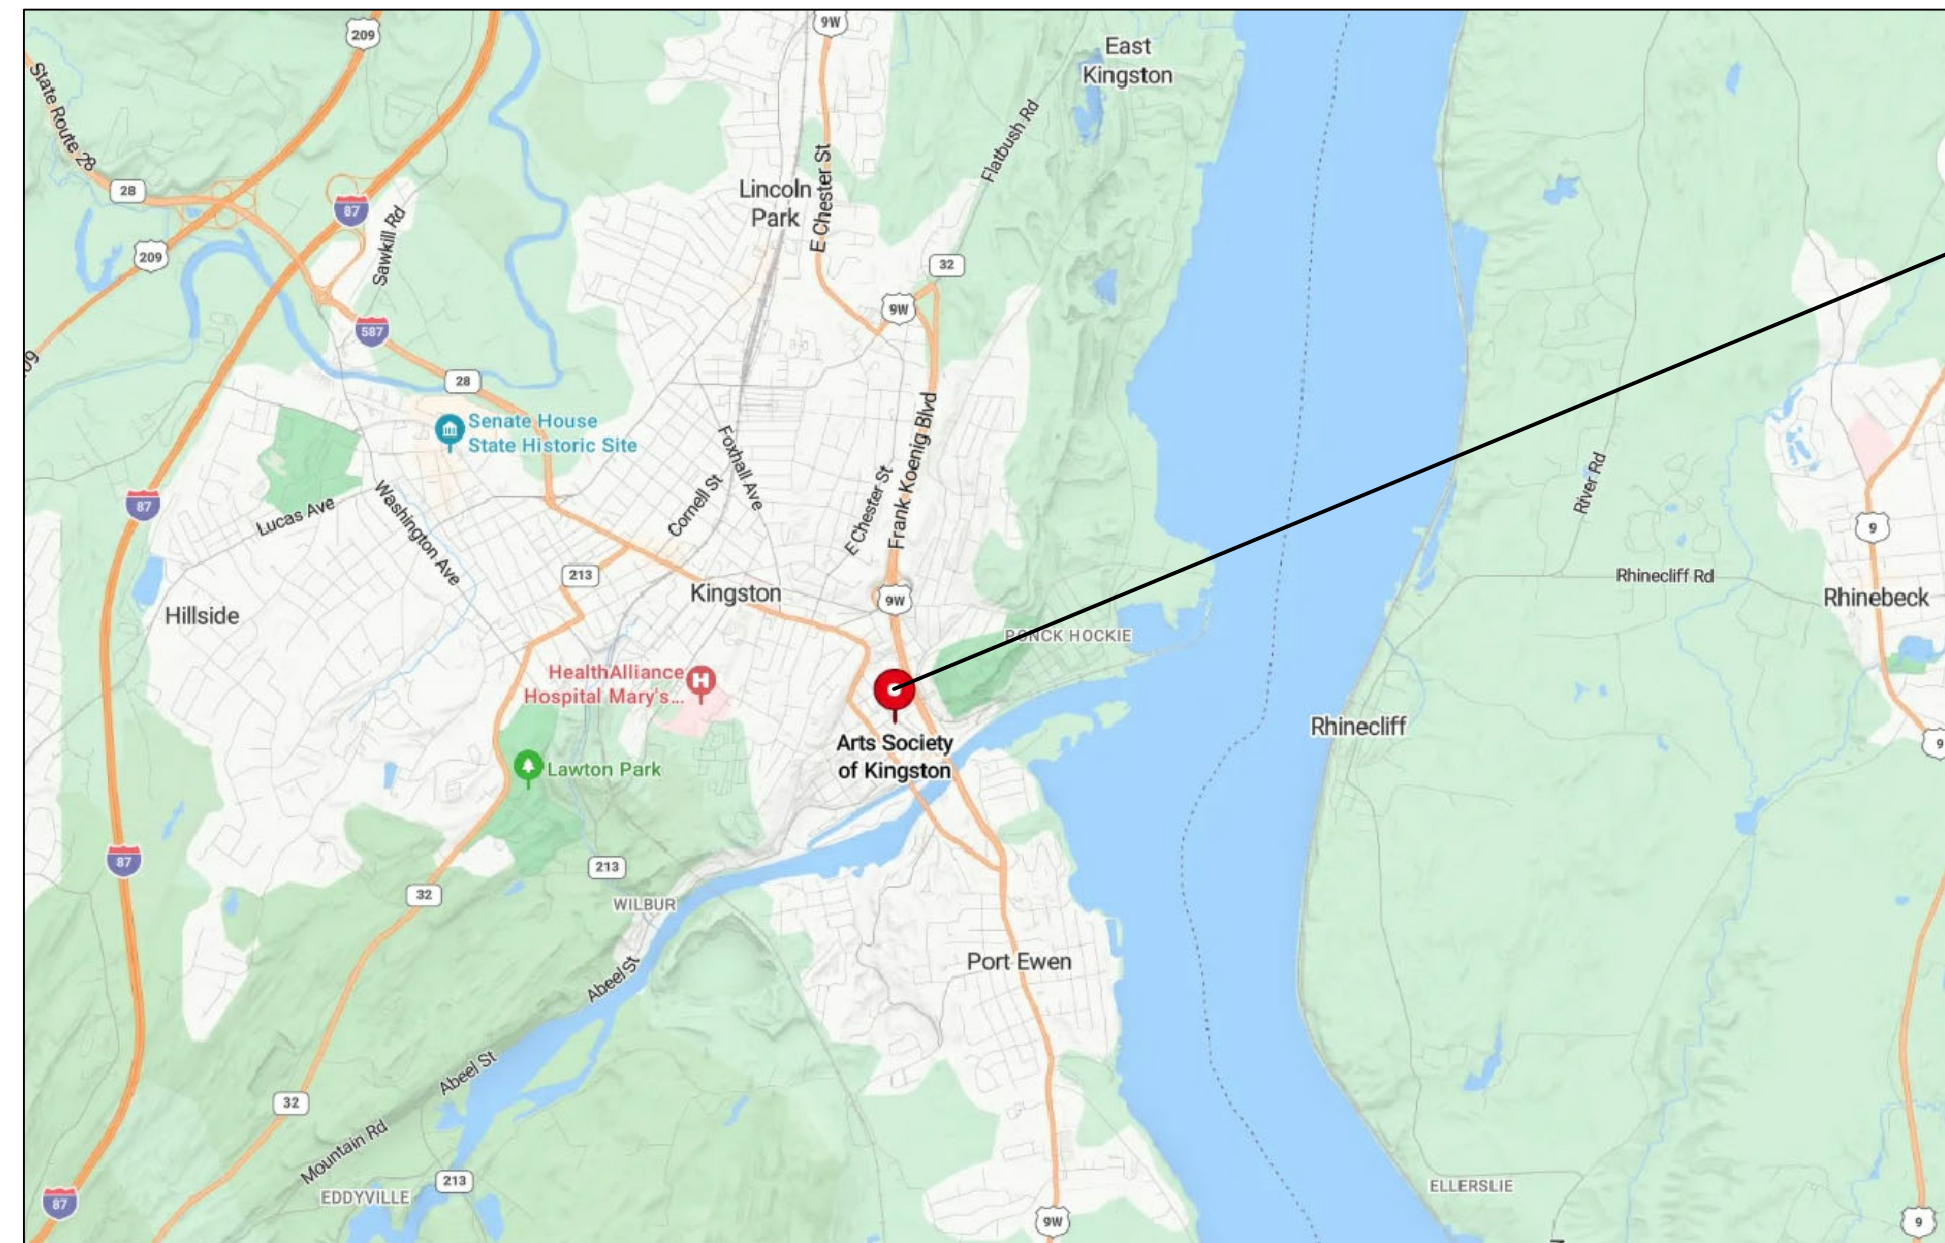 209
9W
East
Kingston
State Route 28
Flatbush Rd
E Chester St
28
Lincoln
Park
87
Sawkill Rd
209
32
9W
587
28
Senate House
State Historic Site
Frank Koenig Blvd
Foxhall Ave
Cornell St
E Chester St
River Rd
87
Lucas Ave
Washington Ave
9
213
Rhinecliff Rd
Kingston
9W
Rhinebeck
Hillside
PONCK HOCKIE
HealthAlliance
Hospital Mary's...
H
Rhinecliff
Arts Society
of Kingston
9
Lawton Park
87
213
32
WILBUR
Port Ewen
Abeel St
Abeel St
32
Mountain Rd
213
EDDYVILLE
ELLERSLIE
87
9W
9